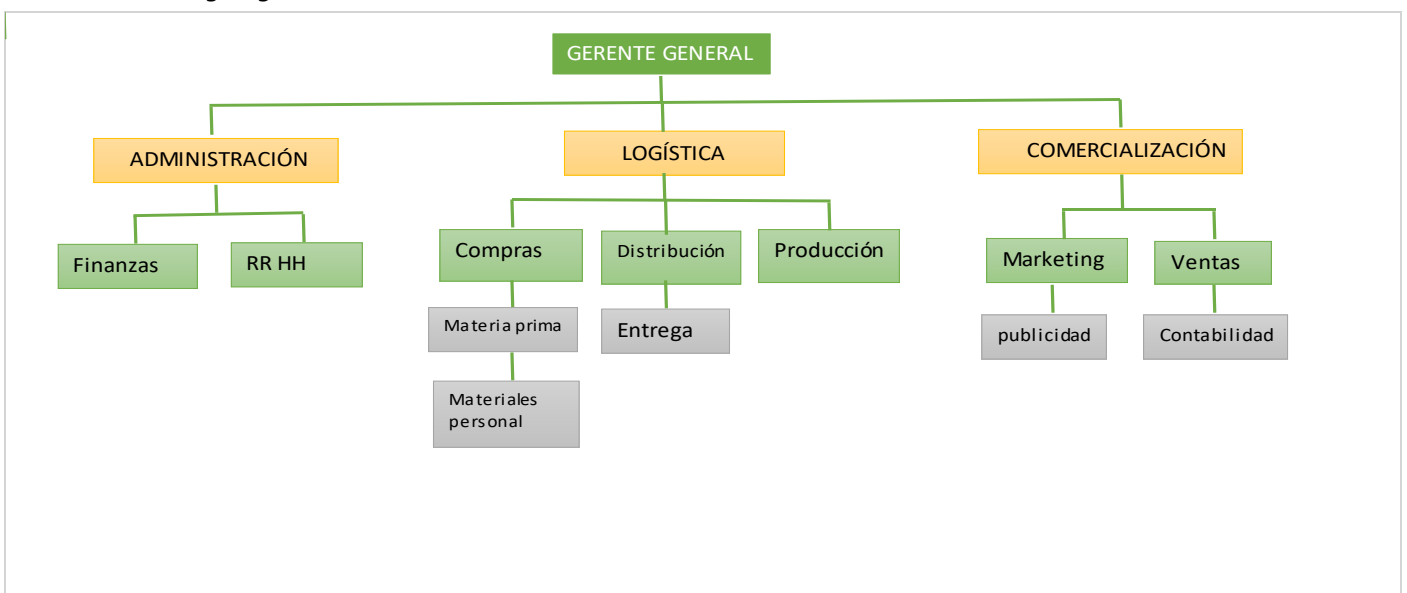 GERENTE GENERAL
ADMINISTRACIÓN
LOGÍSTICA
COMERCIALIZACIÓN
Finanzas
RR HH
Compras
Distribución
Producción
Marketing
Ventas
Materia prima
Entrega
publicidad
Contabilidad
Materiales
personal